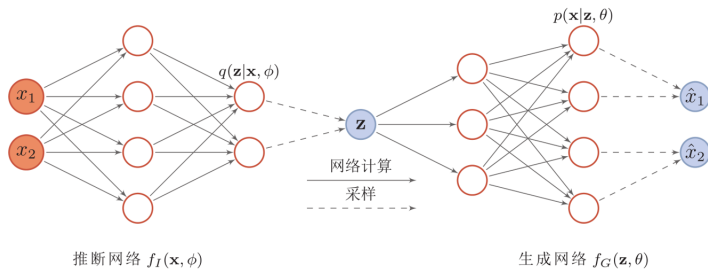 p(x|z, θ)
q(z|x, ϕ)
x₁
x₂
z
x̂₁
x̂₂
网络计算
采样
推断网络 f_I(x, ϕ)
生成网络 f_G(z, θ)